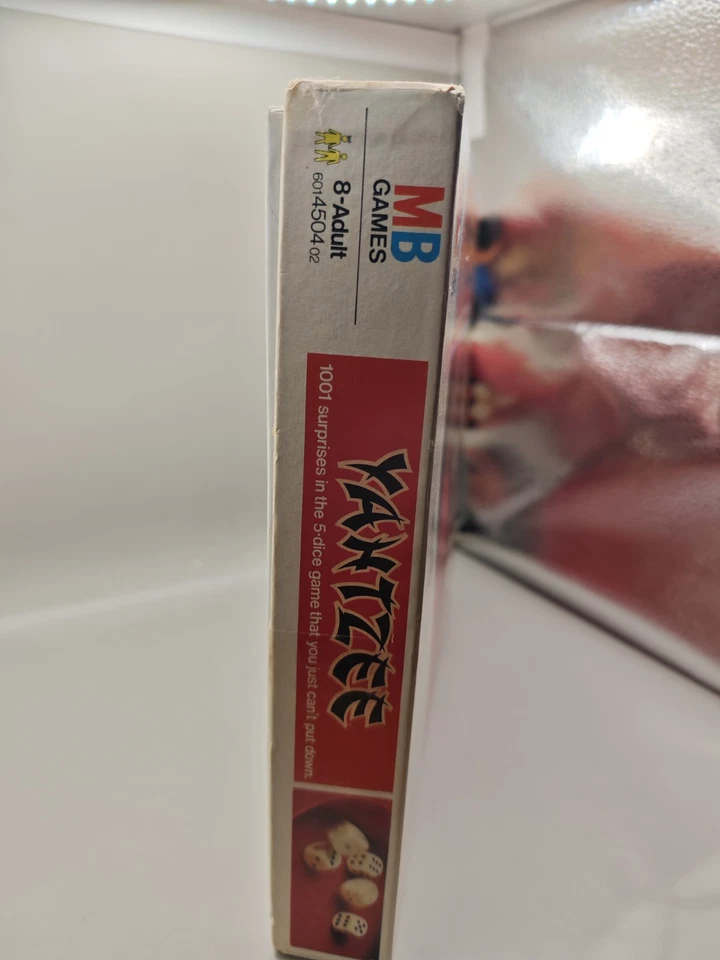 MB
GAMES
8-Adult
6014504 02
YAHTZEE
1001 surprises in the 5-dice game that you just can't put down.